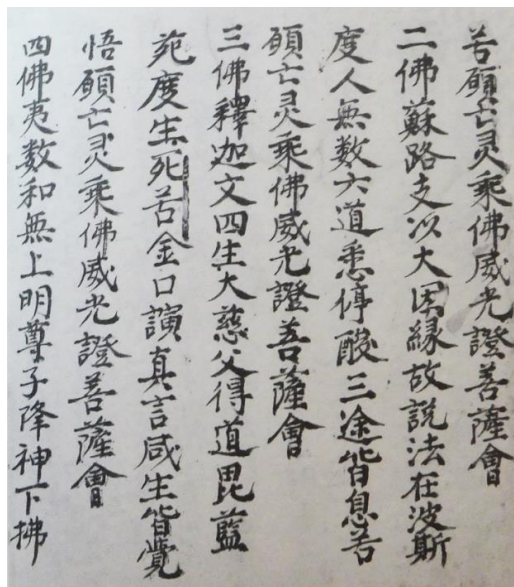 苦願亡灵乘佛威光證菩薩會
二佛蘇路支以大因緣故說法在波斯
度人無数六道悉停酸三途皆息苦
願亡灵乘佛威光證菩薩會
三佛釋迦文四生大慈父得道毘藍
苑度生死苦金口演真言咸生皆覺
悟願亡灵乘佛威光證菩薩會
四佛夷数和無上明尊子降神下拂